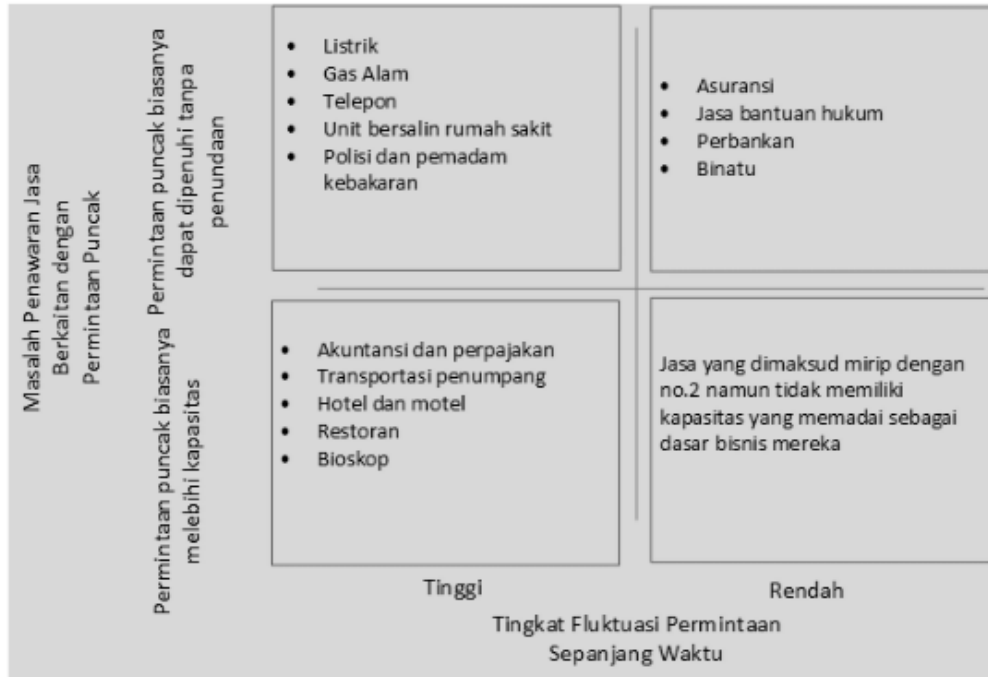 Masalah Penawaran Jasa
Berkaitan dengan
Permintaan Puncak
Permintaan puncak biasanya
dapat dipenuhi tanpa
penundaan
• Listrik
• Gas Alam
• Telepon
• Unit bersalin rumah sakit
• Polisi dan pemadam
kebakaran
• Asuransi
• Jasa bantuan hukum
• Perbankan
• Binatu
Permintaan puncak biasanya
melebihi kapasitas
• Akuntansi dan perpajakan
• Transportasi penumpang
• Hotel dan motel
• Restoran
• Bioskop
Jasa yang dimaksud mirip dengan
no.2 namun tidak memiliki
kapasitas yang memadai sebagai
dasar bisnis mereka
Tinggi
Rendah
Tingkat Fluktuasi Permintaan
Sepanjang Waktu